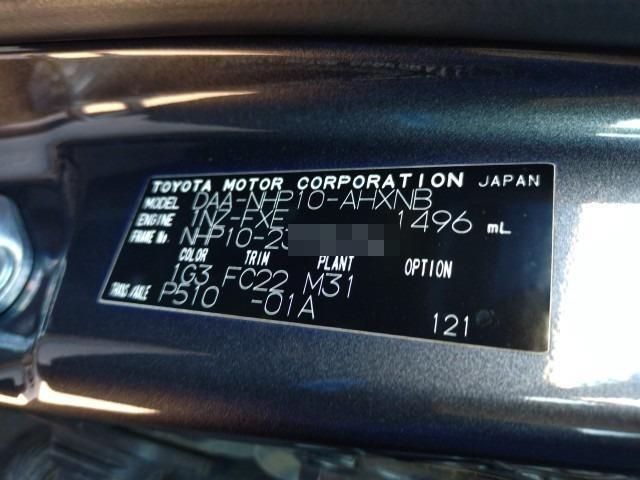 TOYOTA MOTOR CORPORATION JAPAN
MODEL DAA-NHP10-AHXNB
ENGINE 1NZ-FXE 1496 mL
FRAME No. NHP10-23
COLOR TRIM PLANT OPTION
1G3 FC22 M31
TRANS/AXLE P510 -01A
121